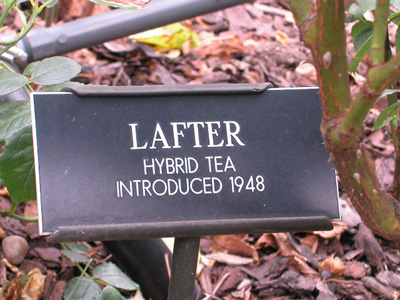 LAFTER
HYBRID TEA
INTRODUCED 1948